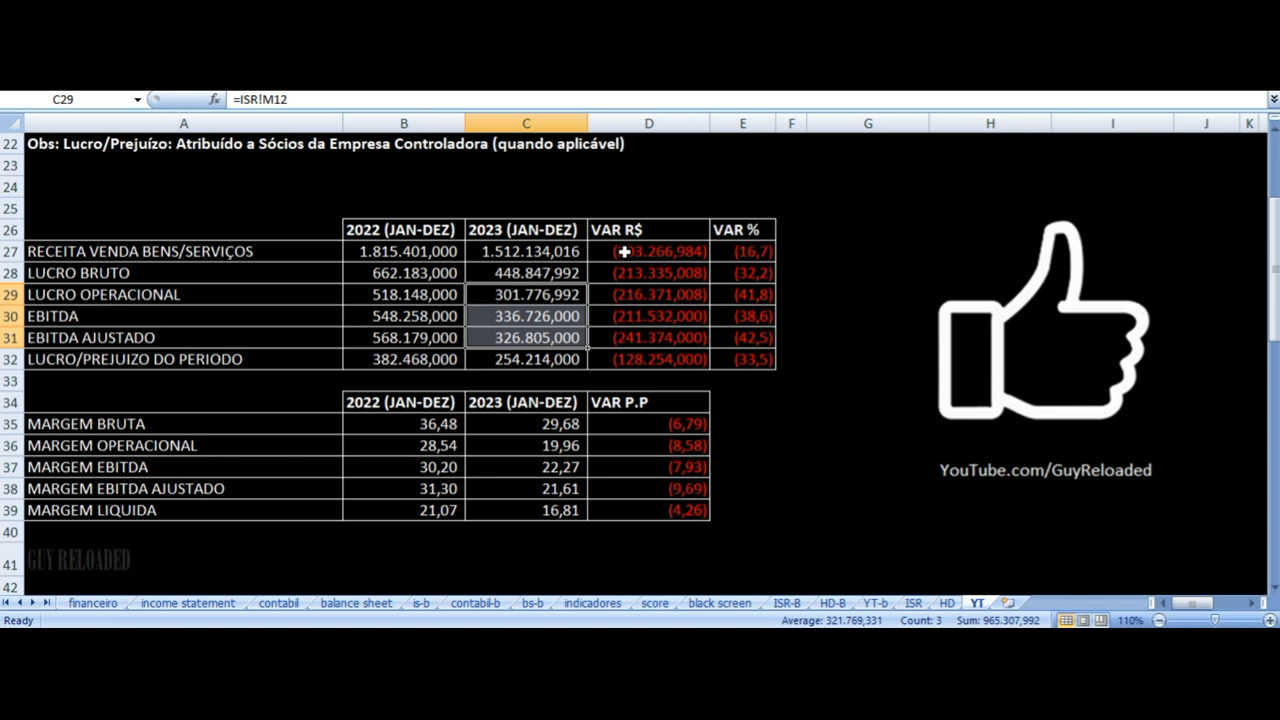 C29 fx =ISR!M12
A B C D E F G H I J K
22 Obs: Lucro/Prejuízo: Atribuído a Sócios da Empresa Controladora (quando aplicável)
23
24
25
26 2022 (JAN-DEZ) 2023 (JAN-DEZ) VAR R$ VAR %
27 RECEITA VENDA BENS/SERVIÇOS 1.815.401,000 1.512.134,016 03.266,984) (16,7)
28 LUCRO BRUTO 662.183,000 448.847,992 (213.335,008) (32,2)
29 LUCRO OPERACIONAL 518.148,000 301.776,992 (216.371,008) (41,8)
30 EBITDA 548.258,000 336.726,000 (211.532,000) (38,6)
31 EBITDA AJUSTADO 568.179,000 326.805,000 (241.374,000) (42,5)
32 LUCRO/PREJUIZO DO PERIODO 382.468,000 254.214,000 (128.254,000) (33,5)
33
34 2022 (JAN-DEZ) 2023 (JAN-DEZ) VAR P.P
35 MARGEM BRUTA 36,48 29,68 (6,79)
36 MARGEM OPERACIONAL 28,54 19,96 (8,58)
37 MARGEM EBITDA 30,20 22,27 (7,93)
38 MARGEM EBITDA AJUSTADO 31,30 21,61 (9,69)
39 MARGEM LIQUIDA 21,07 16,81 (4,26)
40
41 GUY RELOADED
42
YouTube.com/GuyReloaded
financeiro income statement contabil balance sheet is-b contabil-b bs-b indicadores score black screen ISR-B HD-B YT-b ISR HD YT
Ready Average: 321.769,331 Count: 3 Sum: 965.307,992 110%